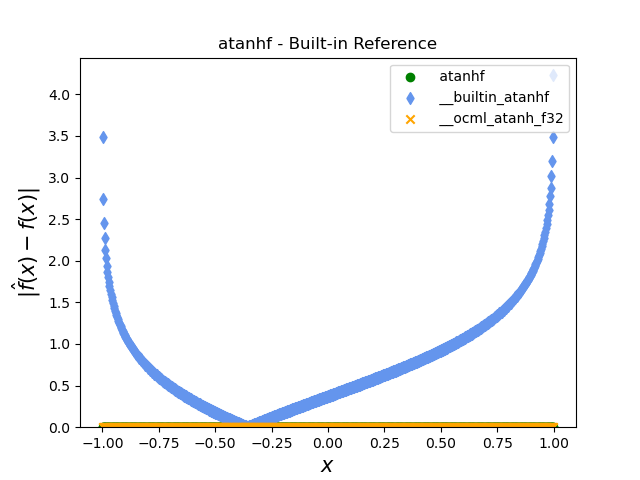 atanhf - Built-in Reference
atanhf
__builtin_atanhf
__ocml_atanh_f32
|f̂(x) − f(x)|
4.0
3.5
3.0
2.5
2.0
1.5
1.0
0.5
0.0
−1.00 −0.75 −0.50 −0.25 0.00 0.25 0.50 0.75 1.00
x